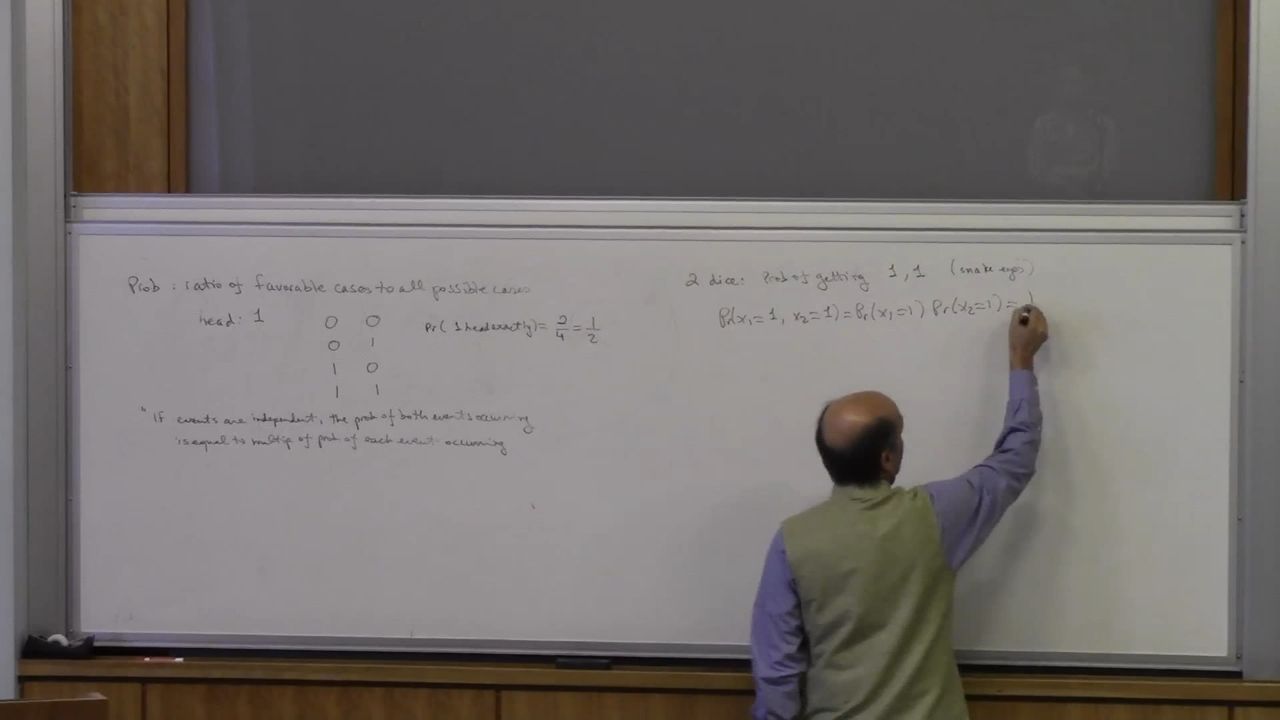 Prob : ratio of favorable cases to all possible cases
head: 1
0 0
0 1
1 0
1 1
Pr( 1 head exactly) = 2/4 = 1/2
" If events are independent, the prob of both events occurring
is equal to multip of prob of each event occurring
2 dice: Prob of getting 1, 1 (snake eyes)
Pr(x₁=1, x₂=1) = Pr(x₁=1) Pr(x₂=1) = 1